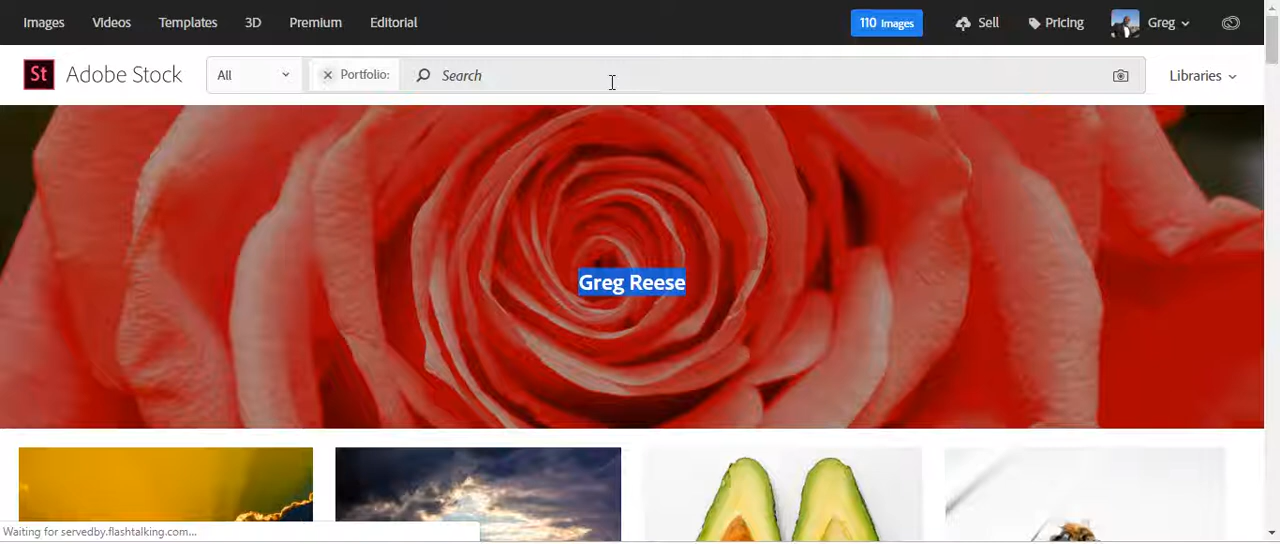 Images Videos Templates 3D Premium Editorial 110 Images Sell Pricing Greg
St Adobe Stock All Portfolio: Search Libraries
Greg Reese
Waiting for servedby.flashtalking.com...